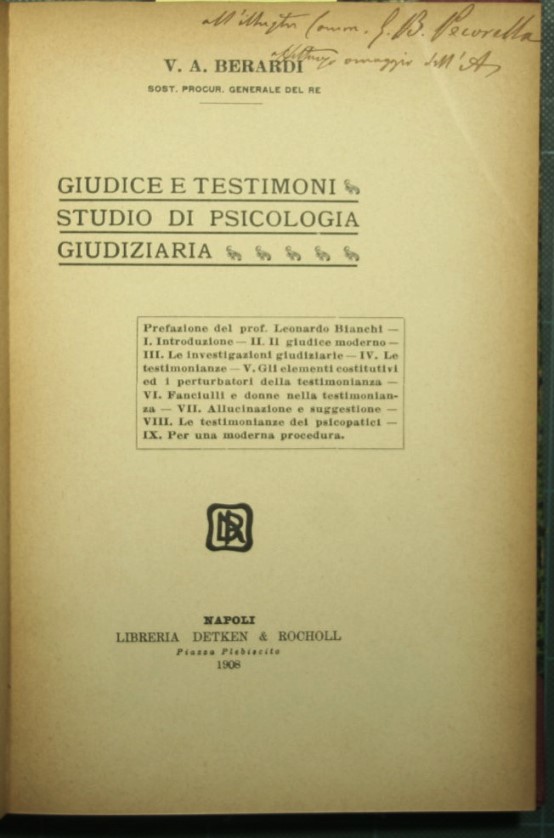 all'illustre Comm. G. B. Pecorella
omaggio dell'A
V. A. BERARDI
SOST. PROCUR. GENERALE DEL RE
GIUDICE E TESTIMONI
STUDIO DI PSICOLOGIA
GIUDIZIARIA
Prefazione del prof. Leonardo Bianchi —
I. Introduzione — II. Il giudice moderno —
III. Le investigazioni giudiziarie — IV. Le
testimonianze — V. Gli elementi costitutivi
ed i perturbatori della testimonianza —
VI. Fanciulli e donne nella testimonian-
za — VII. Allucinazione e suggestione —
VIII. Le testimonianze dei psicopatici —
IX. Per una moderna procedura.
DR
NAPOLI
LIBRERIA DETKEN & ROCHOLL
Piazza Plebiscito
1908